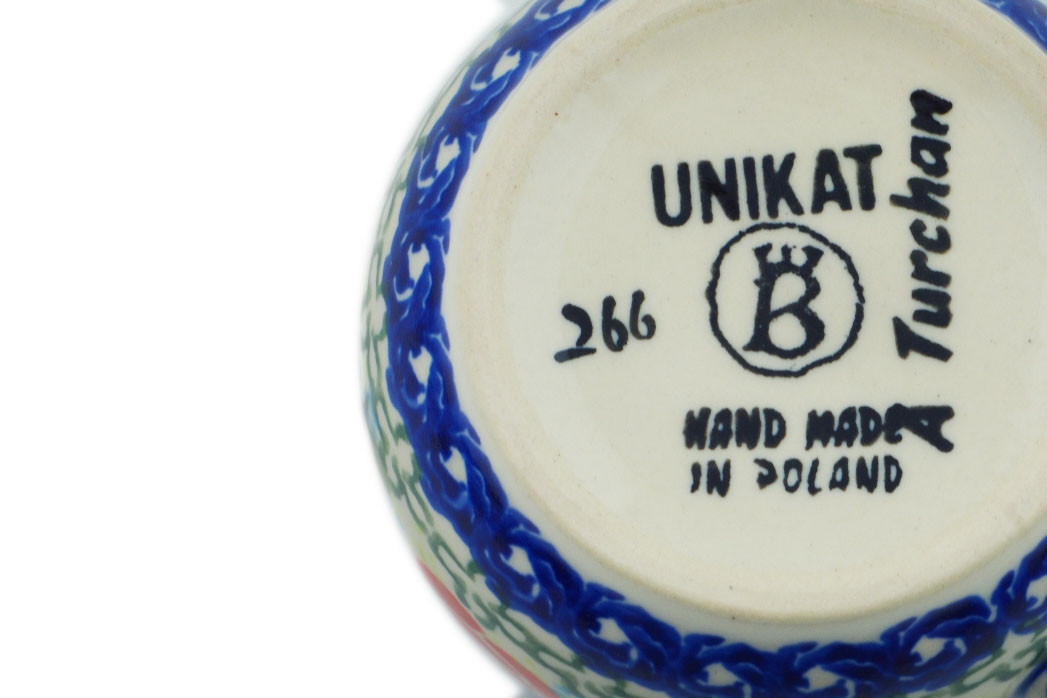 UNIKAT
B
266
HAND MADE
IN POLAND
A Turchan